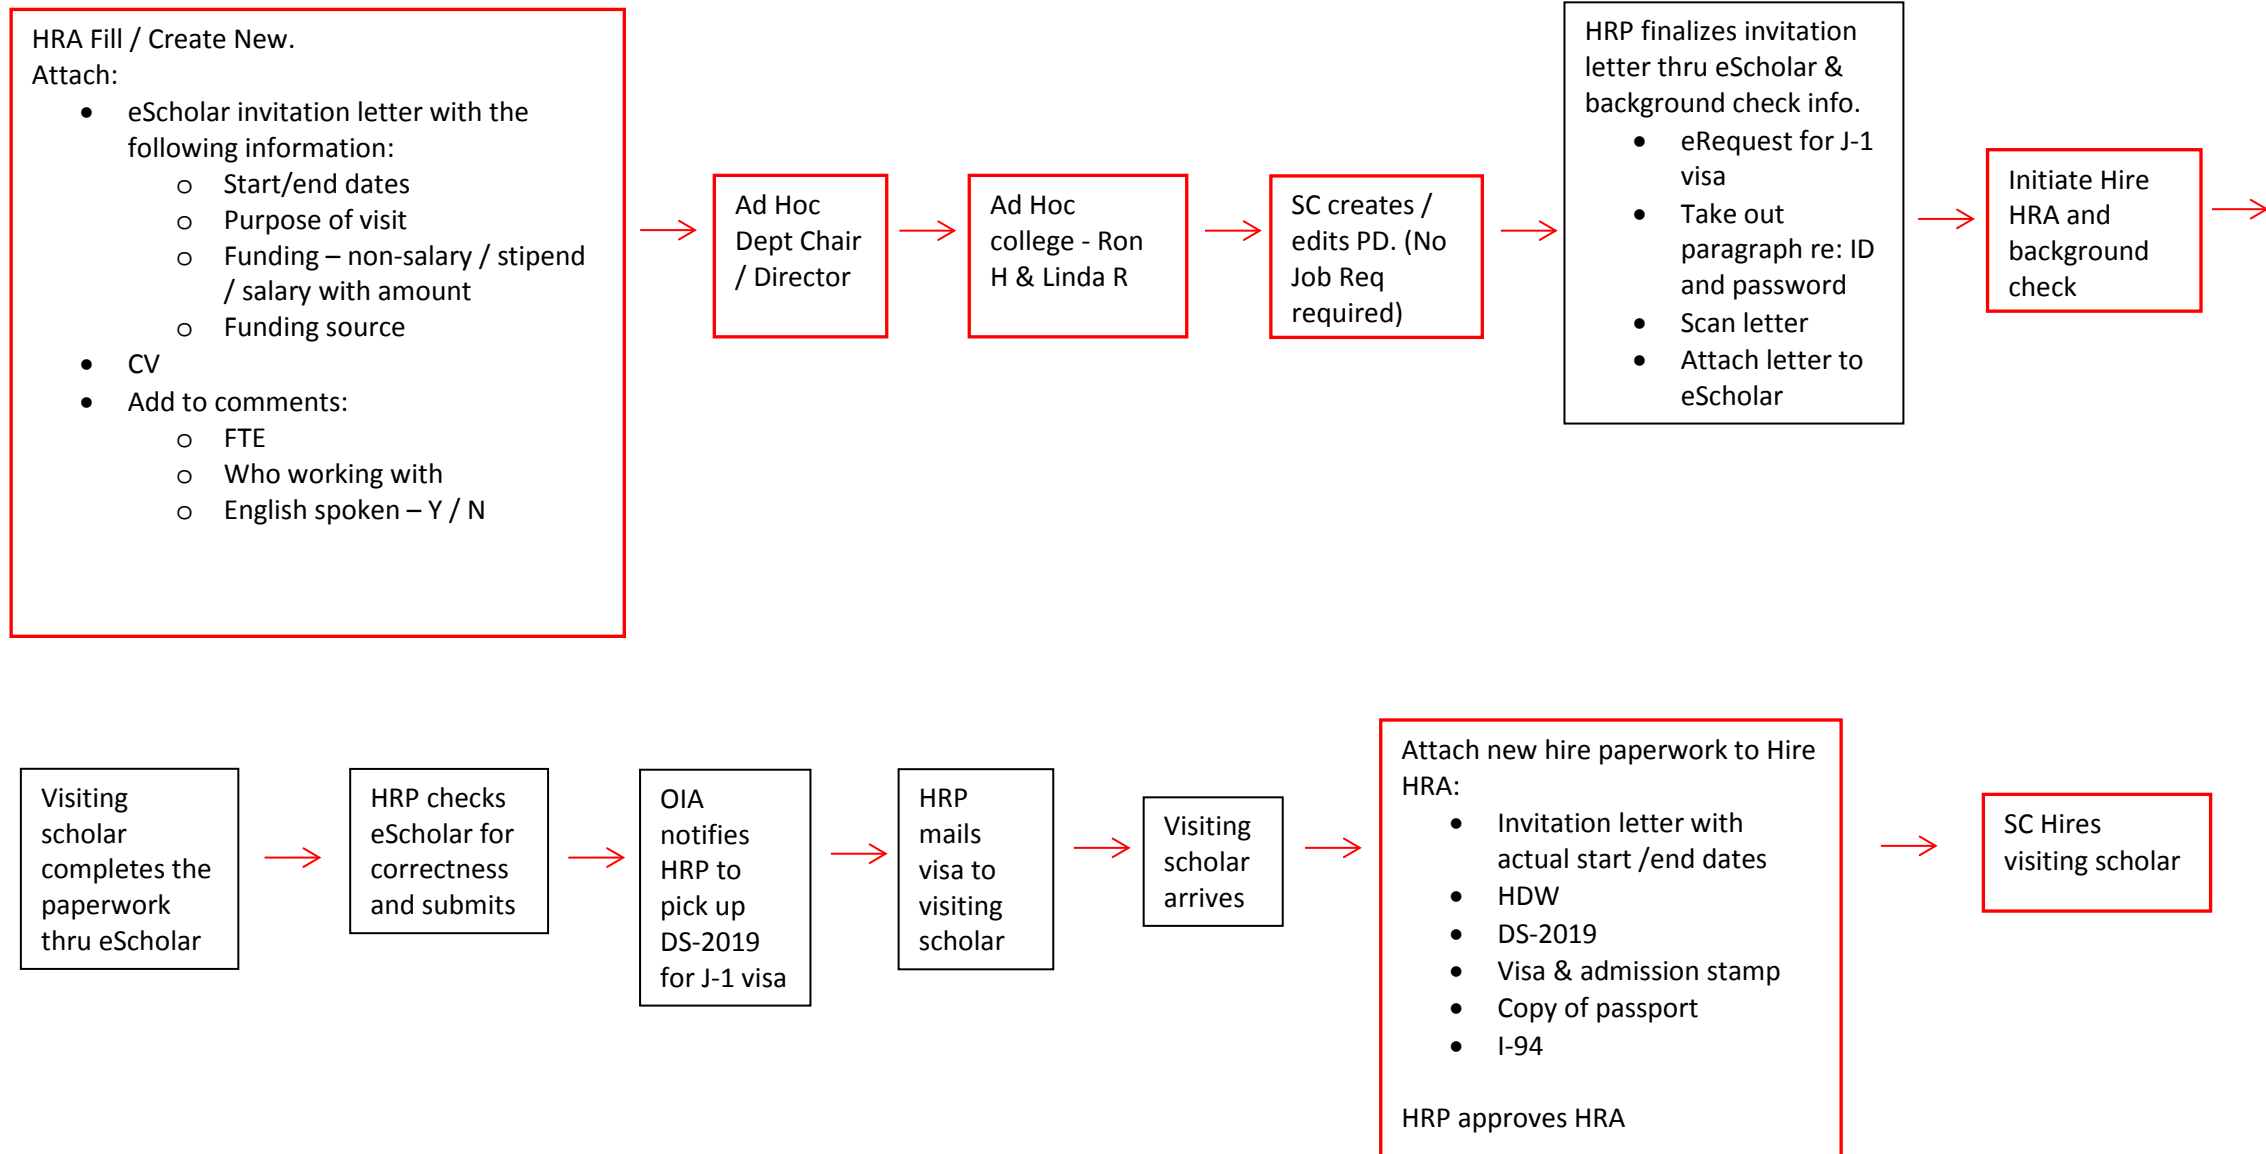 HRA Fill / Create New.
Attach:
• eScholar invitation letter with the
following information:
o Start/end dates
o Purpose of visit
o Funding – non-salary / stipend
/ salary with amount
o Funding source
• CV
• Add to comments:
o FTE
o Who working with
o English spoken – Y / N
Ad Hoc
Dept Chair
/ Director
Ad Hoc
college - Ron
H & Linda R
SC creates /
edits PD. (No
Job Req
required)
HRP finalizes invitation
letter thru eScholar &
background check info.
• eRequest for J-1
visa
• Take out
paragraph re: ID
and password
• Scan letter
• Attach letter to
eScholar
Initiate Hire
HRA and
background
check
Visiting
scholar
completes the
paperwork
thru eScholar
HRP checks
eScholar for
correctness
and submits
OIA
notifies
HRP to
pick up
DS-2019
for J-1 visa
HRP
mails
visa to
visiting
scholar
Visiting
scholar
arrives
Attach new hire paperwork to Hire
HRA:
• Invitation letter with
actual start /end dates
• HDW
• DS-2019
• Visa & admission stamp
• Copy of passport
• I-94
HRP approves HRA
SC Hires
visiting scholar